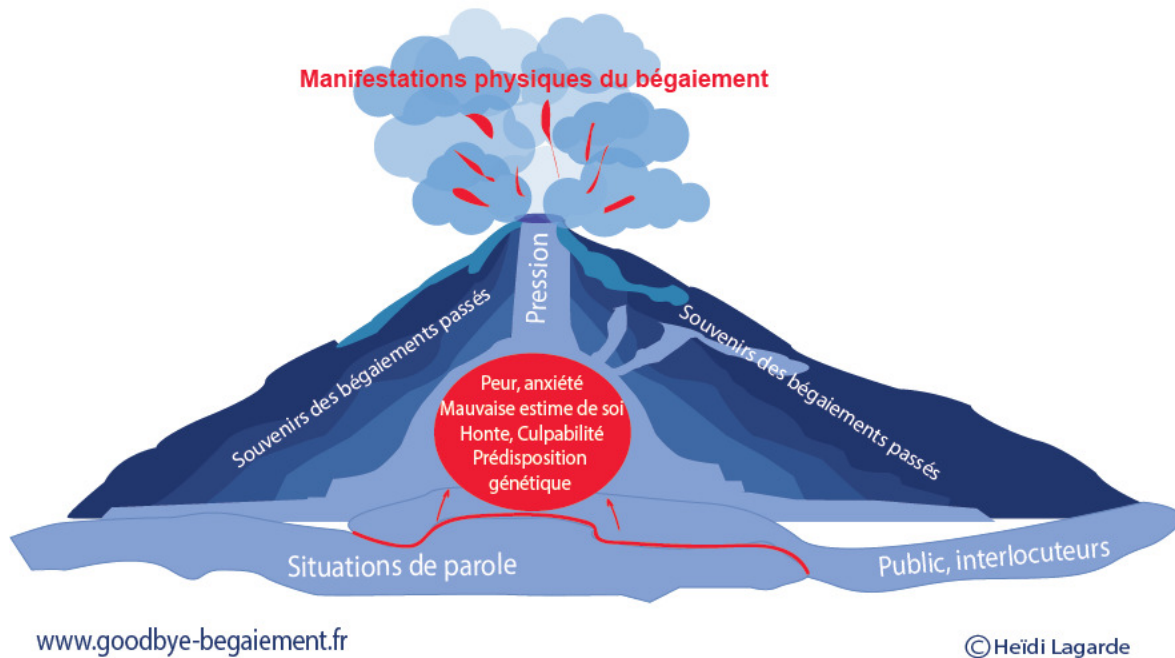 Manifestations physiques du bégaiement
Pression
Souvenirs des bégaiements passés
Souvenirs des bégaiements passés
Peur, anxiété
Mauvaise estime de soi
Honte, Culpabilité
Prédisposition
génétique
Situations de parole
Public, interlocuteurs
www.goodbye-begaiement.fr
©Heïdi Lagarde